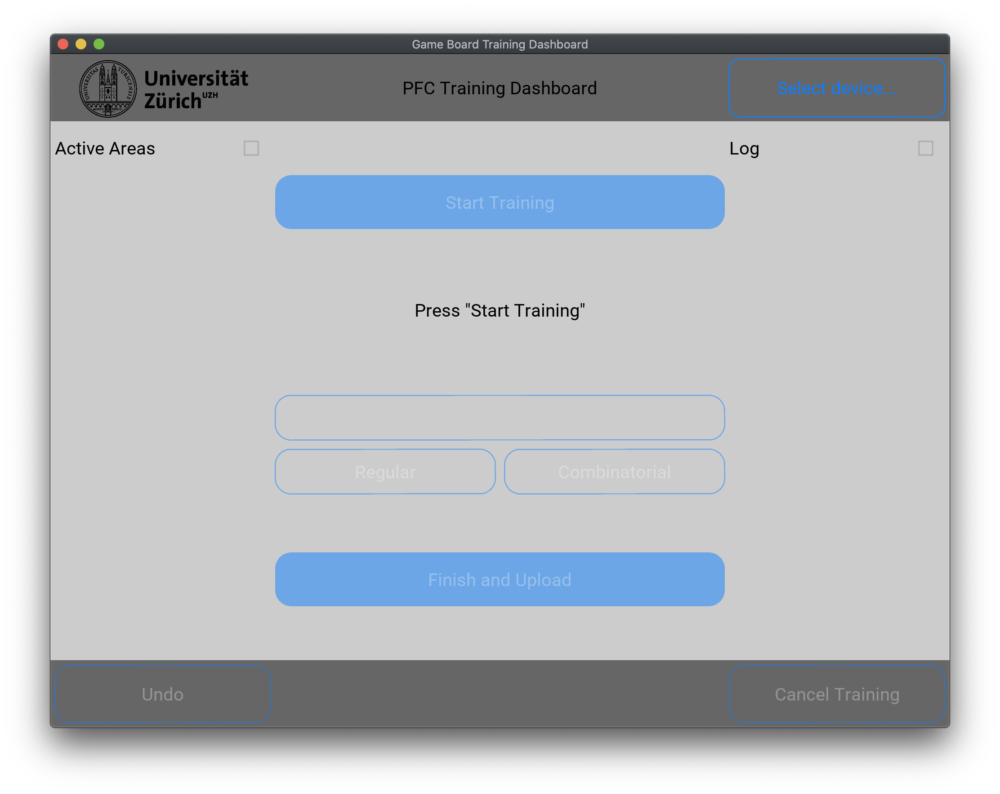 Game Board Training Dashboard
UNIVERSITAS TURICENSIS
Universität
Zürich UZH
PFC Training Dashboard
Select device...
Active Areas
Log
Start Training
Press "Start Training"
Regular
Combinatorial
Finish and Upload
Undo
Cancel Training